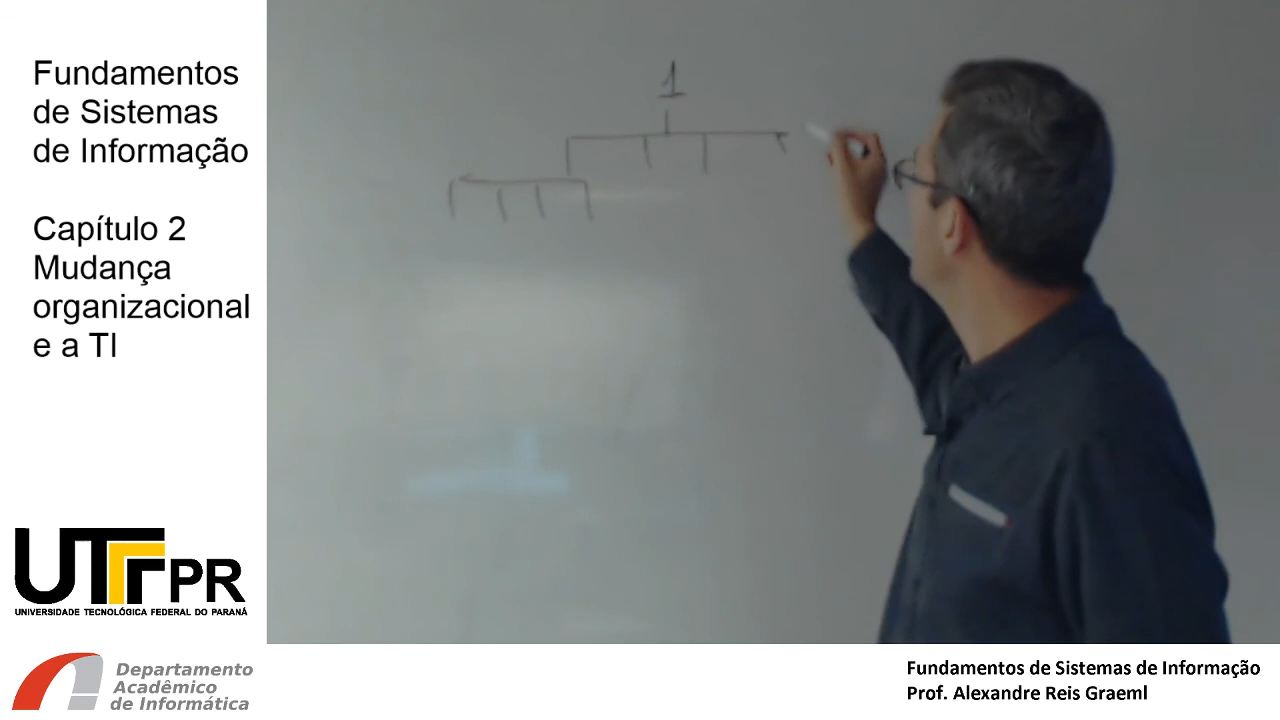 Fundamentos
de Sistemas
de Informação
Capítulo 2
Mudança
organizacional
e a TI
1
UTFPR
UNIVERSIDADE TECNOLÓGICA FEDERAL DO PARANÁ
Departamento
Acadêmico
de Informática
Fundamentos de Sistemas de Informação
Prof. Alexandre Reis Graeml